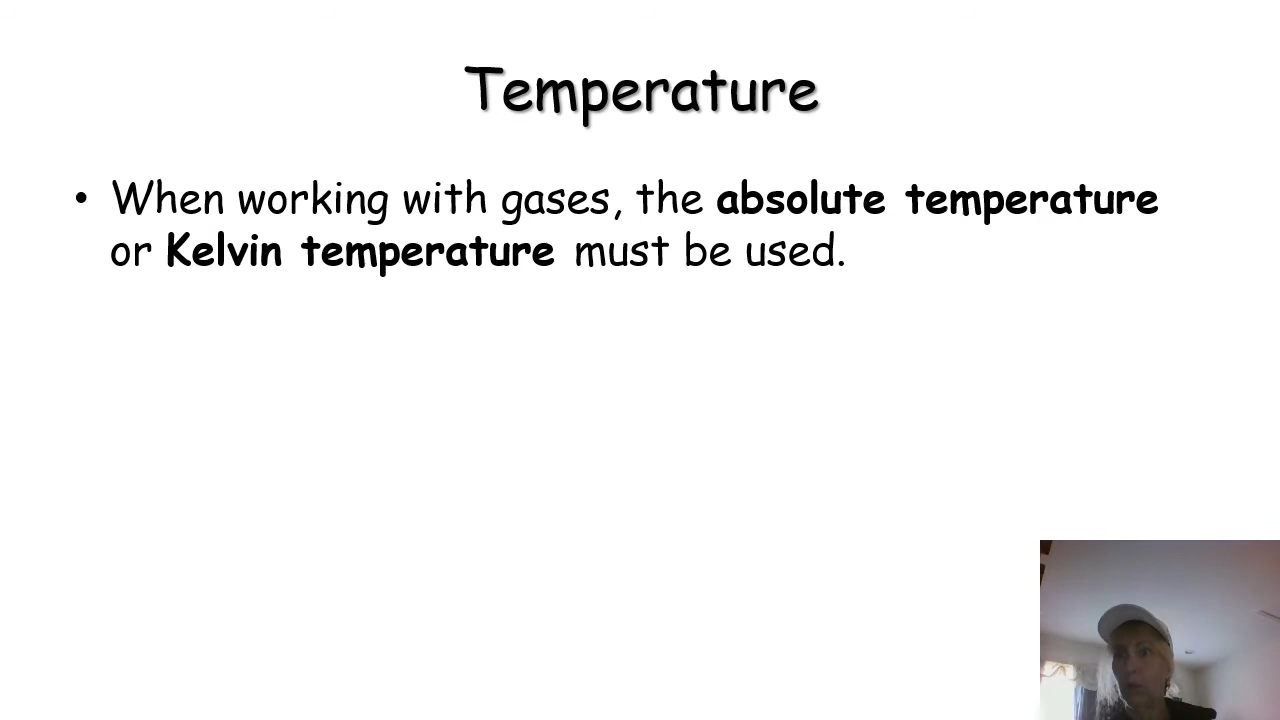 Temperature
• When working with gases, the absolute temperature
or Kelvin temperature must be used.